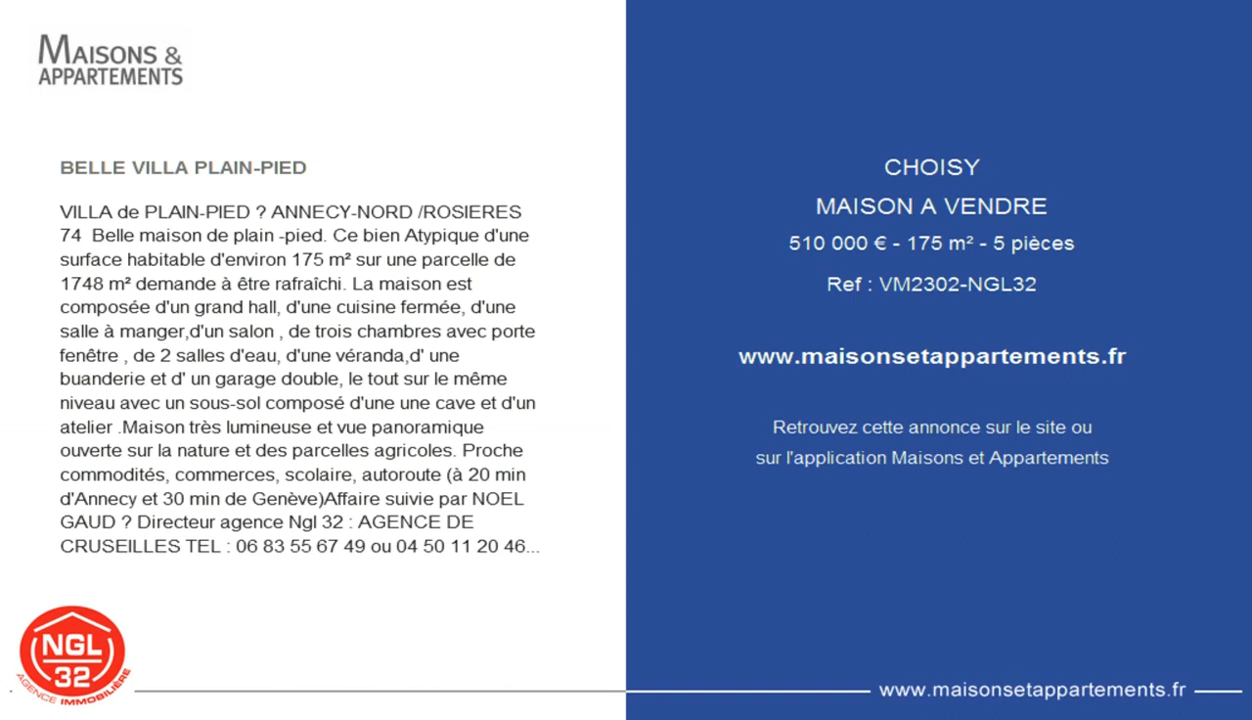 MAISONS &
APPARTEMENTS
BELLE VILLA PLAIN-PIED
VILLA de PLAIN-PIED ? ANNECY-NORD /ROSIERES
74  Belle maison de plain -pied. Ce bien Atypique d'une
surface habitable d'environ 175 m² sur une parcelle de
1748 m² demande à être rafraîchi. La maison est
composée d'un grand hall, d'une cuisine fermée, d'une
salle à manger,d'un salon , de trois chambres avec porte
fenêtre , de 2 salles d'eau, d'une véranda,d' une
buanderie et d' un garage double, le tout sur le même
niveau avec un sous-sol composé d'une une cave et d'un
atelier .Maison très lumineuse et vue panoramique
ouverte sur la nature et des parcelles agricoles. Proche
commodités, commerces, scolaire, autoroute (à 20 min
d'Annecy et 30 min de Genève)Affaire suivie par NOEL
GAUD ? Directeur agence Ngl 32 : AGENCE DE
CRUSEILLES TEL : 06 83 55 67 49 ou 04 50 11 20 46...
NGL
32
AGENCE IMMOBILIÈRE
CHOISY
MAISON A VENDRE
510 000 € - 175 m² - 5 pièces
Ref : VM2302-NGL32
www.maisonsetappartements.fr
Retrouvez cette annonce sur le site ou
sur l'application Maisons et Appartements
www.maisonsetappartements.fr